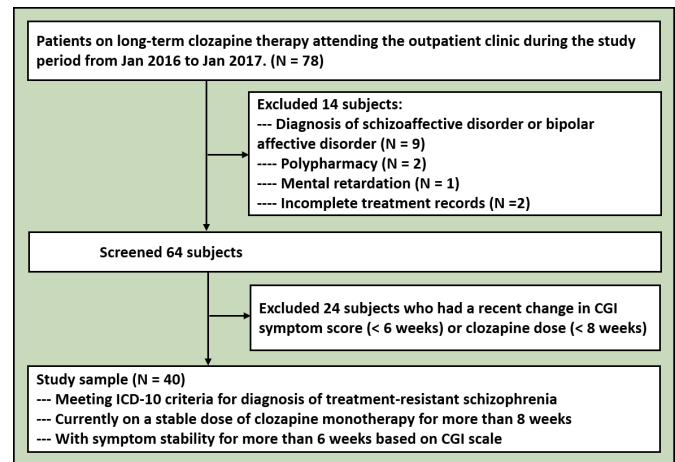 Patients on long-term clozapine therapy attending the outpatient clinic during the study
period from Jan 2016 to Jan 2017. (N = 78)
Excluded 14 subjects:
--- Diagnosis of schizoaffective disorder or bipolar
affective disorder (N = 9)
---- Polypharmacy (N = 2)
---- Mental retardation (N = 1)
---- Incomplete treatment records (N =2)
Screened 64 subjects
Excluded 24 subjects who had a recent change in CGI
symptom score (< 6 weeks) or clozapine dose (< 8 weeks)
Study sample (N = 40)
--- Meeting ICD-10 criteria for diagnosis of treatment-resistant schizophrenia
--- Currently on a stable dose of clozapine monotherapy for more than 8 weeks
--- With symptom stability for more than 6 weeks based on CGI scale